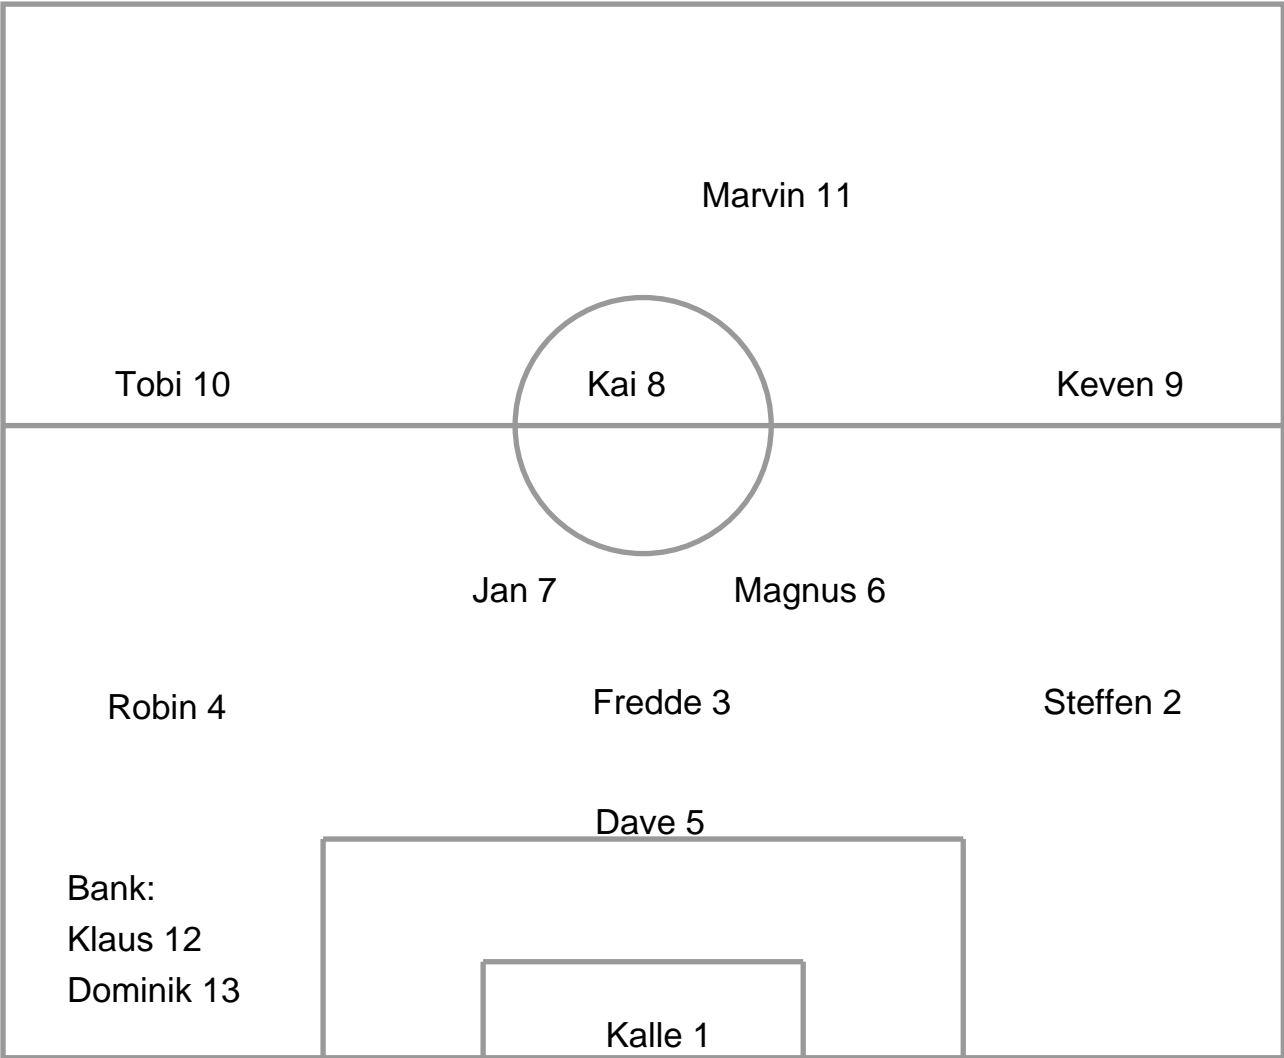 Marvin 11
Tobi 10
Kai 8
Keven 9
Jan 7
Magnus 6
Robin 4
Fredde 3
Steffen 2
Dave 5
Bank:
Klaus 12
Dominik 13
Kalle 1